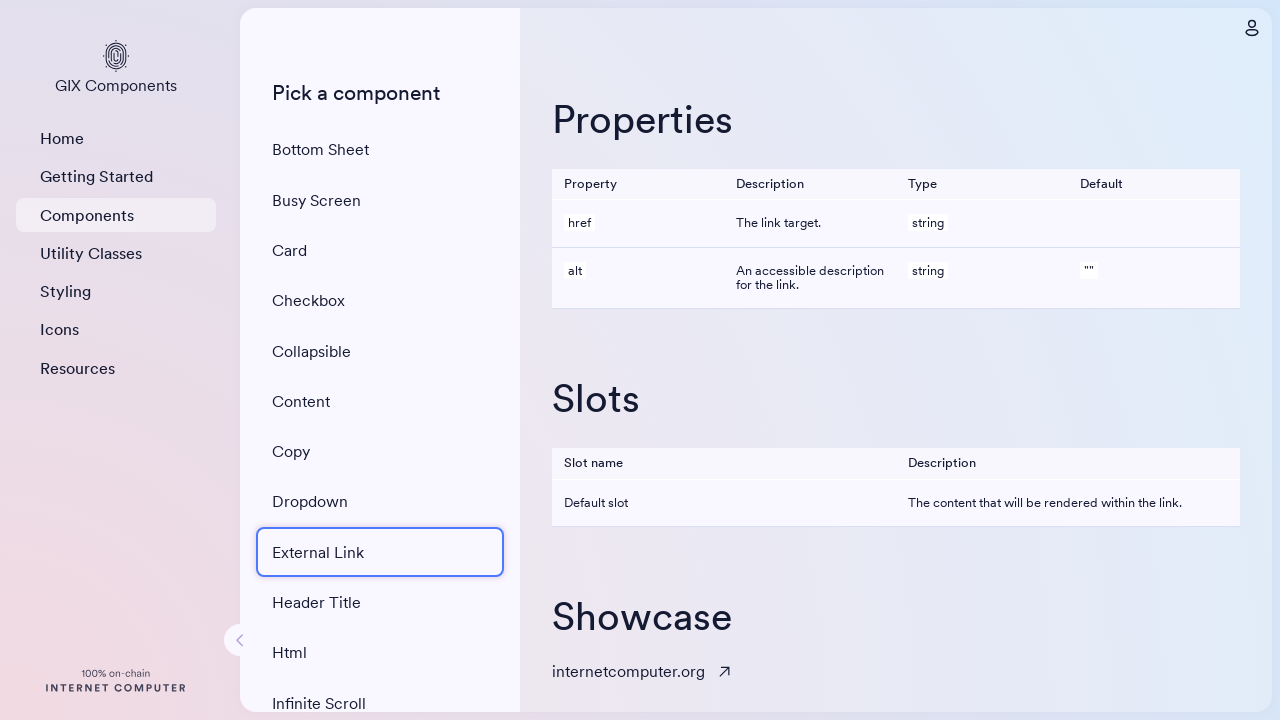 GIX Components
Home
Getting Started
Components
Utility Classes
Styling
Icons
Resources
100% on-chain
INTERNET COMPUTER
Pick a component
Bottom Sheet
Busy Screen
Card
Checkbox
Collapsible
Content
Copy
Dropdown
External Link
Header Title
Html
Infinite Scroll
Properties
Property Description Type Default
href The link target. string
alt An accessible description string ""
for the link.
Slots
Slot name Description
Default slot The content that will be rendered within the link.
Showcase
internetcomputer.org